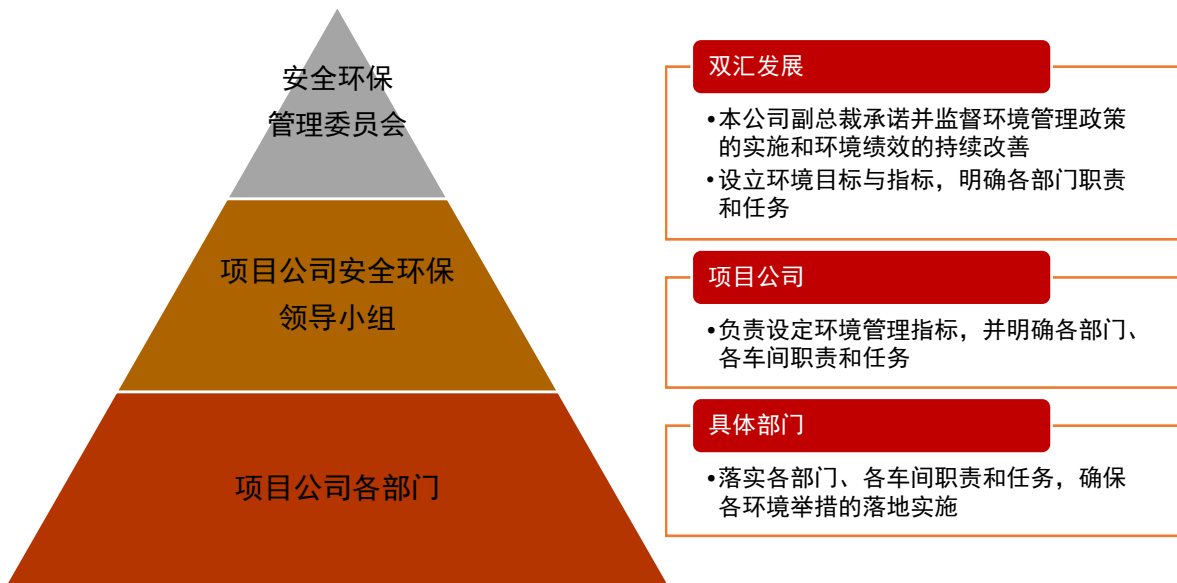 安全环保
管理委员会
项目公司安全环保
领导小组
项目公司各部门
双汇发展
•本公司副总裁承诺并监督环境管理政策
的实施和环境绩效的持续改善
•设立环境目标与指标，明确各部门职责
和任务
项目公司
•负责设定环境管理指标，并明确各部门、
各车间职责和任务
具体部门
•落实各部门、各车间职责和任务，确保
各环境举措的落地实施